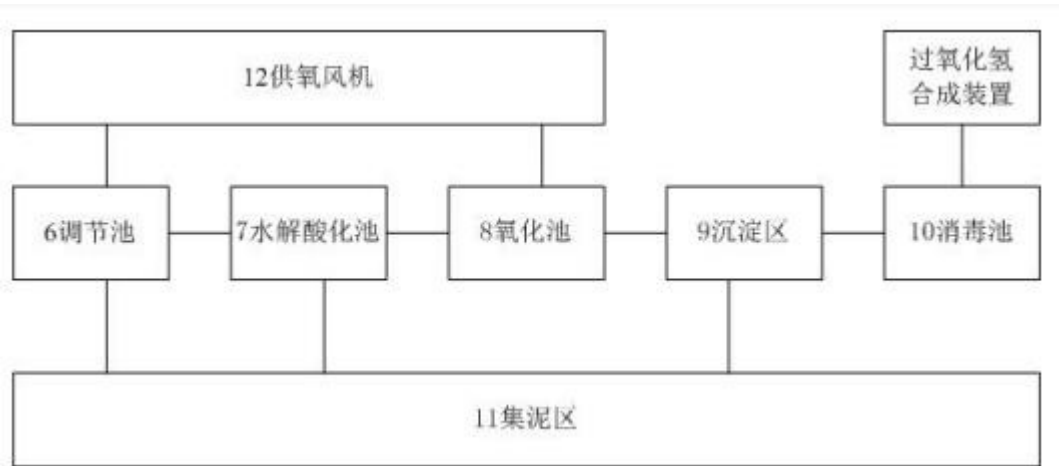 12供氧风机
过氧化氢
合成装置
6调节池
7水解酸化池
8氧化池
9沉淀区
10消毒池
11集泥区